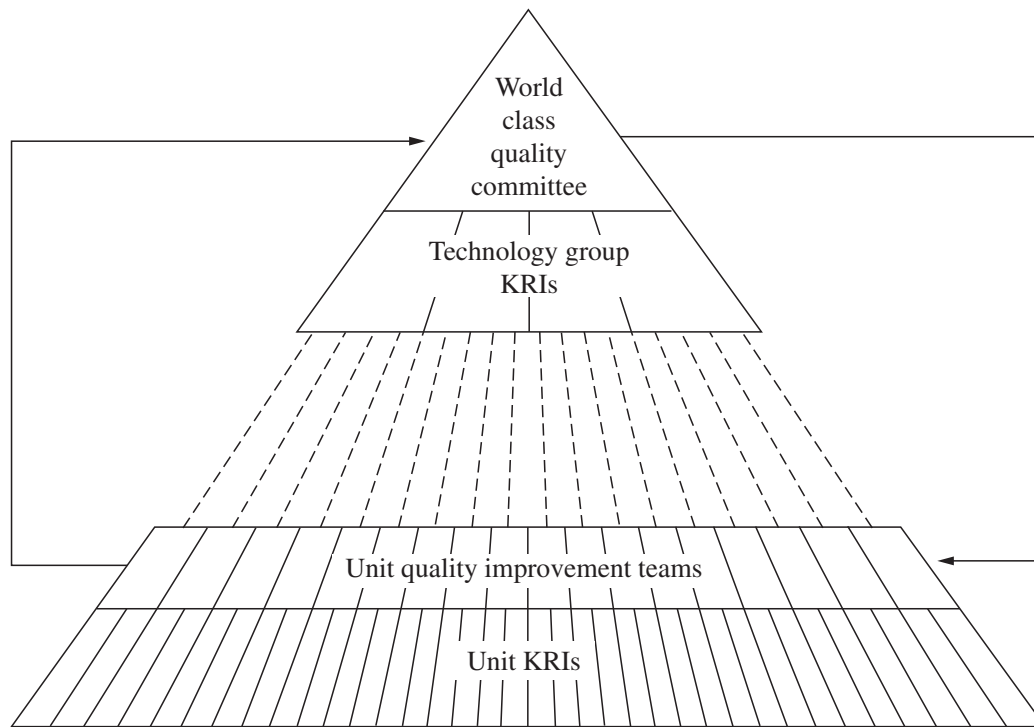 World
class
quality
committee
Technology group
KRIs
Unit quality improvement teams
Unit KRIs